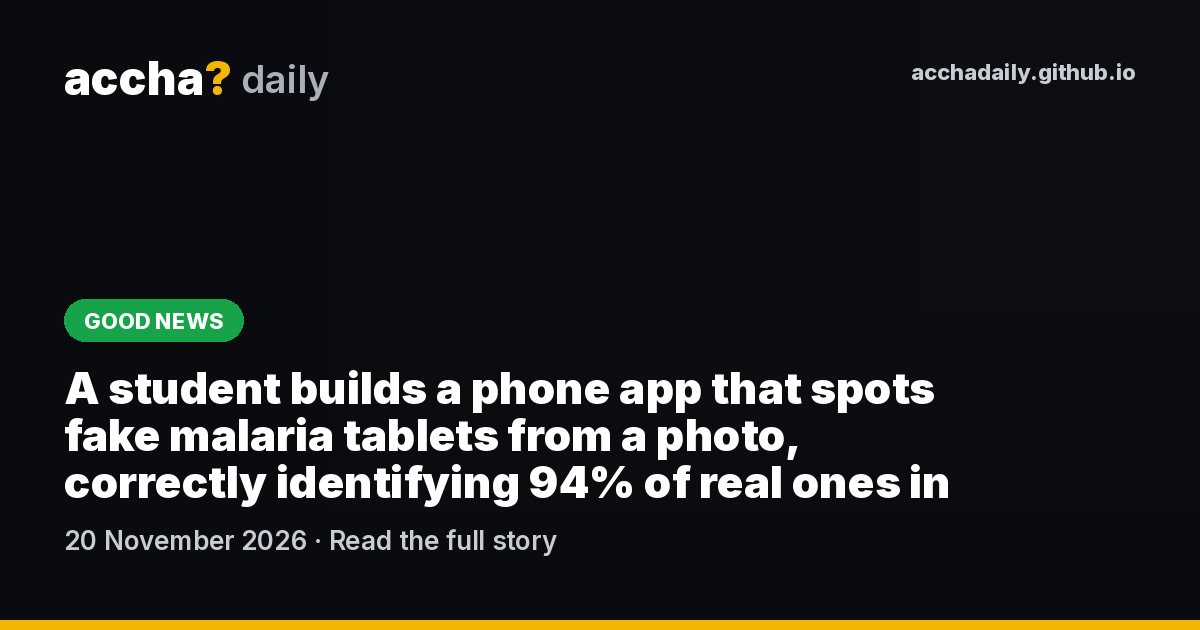 accha? daily
acchadaily.github.io
GOOD NEWS
A student builds a phone app that spots
fake malaria tablets from a photo,
correctly identifying 94% of real ones in
20 November 2026 · Read the full story